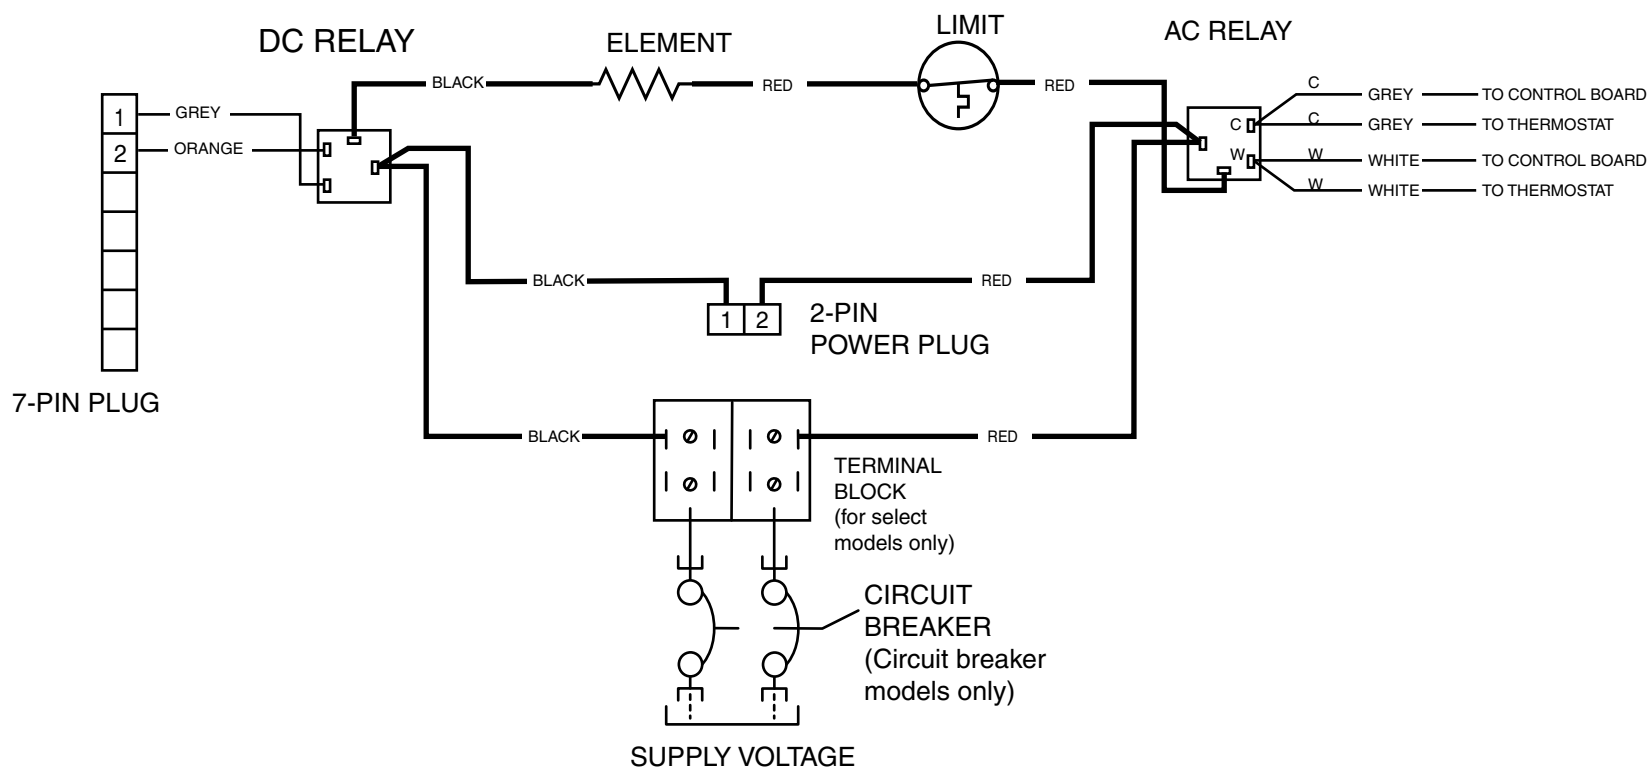 DC RELAY
ELEMENT
LIMIT
AC RELAY
BLACK
RED
RED
1
GREY
2
ORANGE
C
C GREY TO CONTROL BOARD
C GREY TO THERMOSTAT
W
W WHITE TO CONTROL BOARD
W WHITE TO THERMOSTAT
BLACK
RED
1 2
2-PIN
POWER PLUG
7-PIN PLUG
BLACK
RED
TERMINAL
BLOCK
(for select
models only)
CIRCUIT
BREAKER
(Circuit breaker
models only)
SUPPLY VOLTAGE